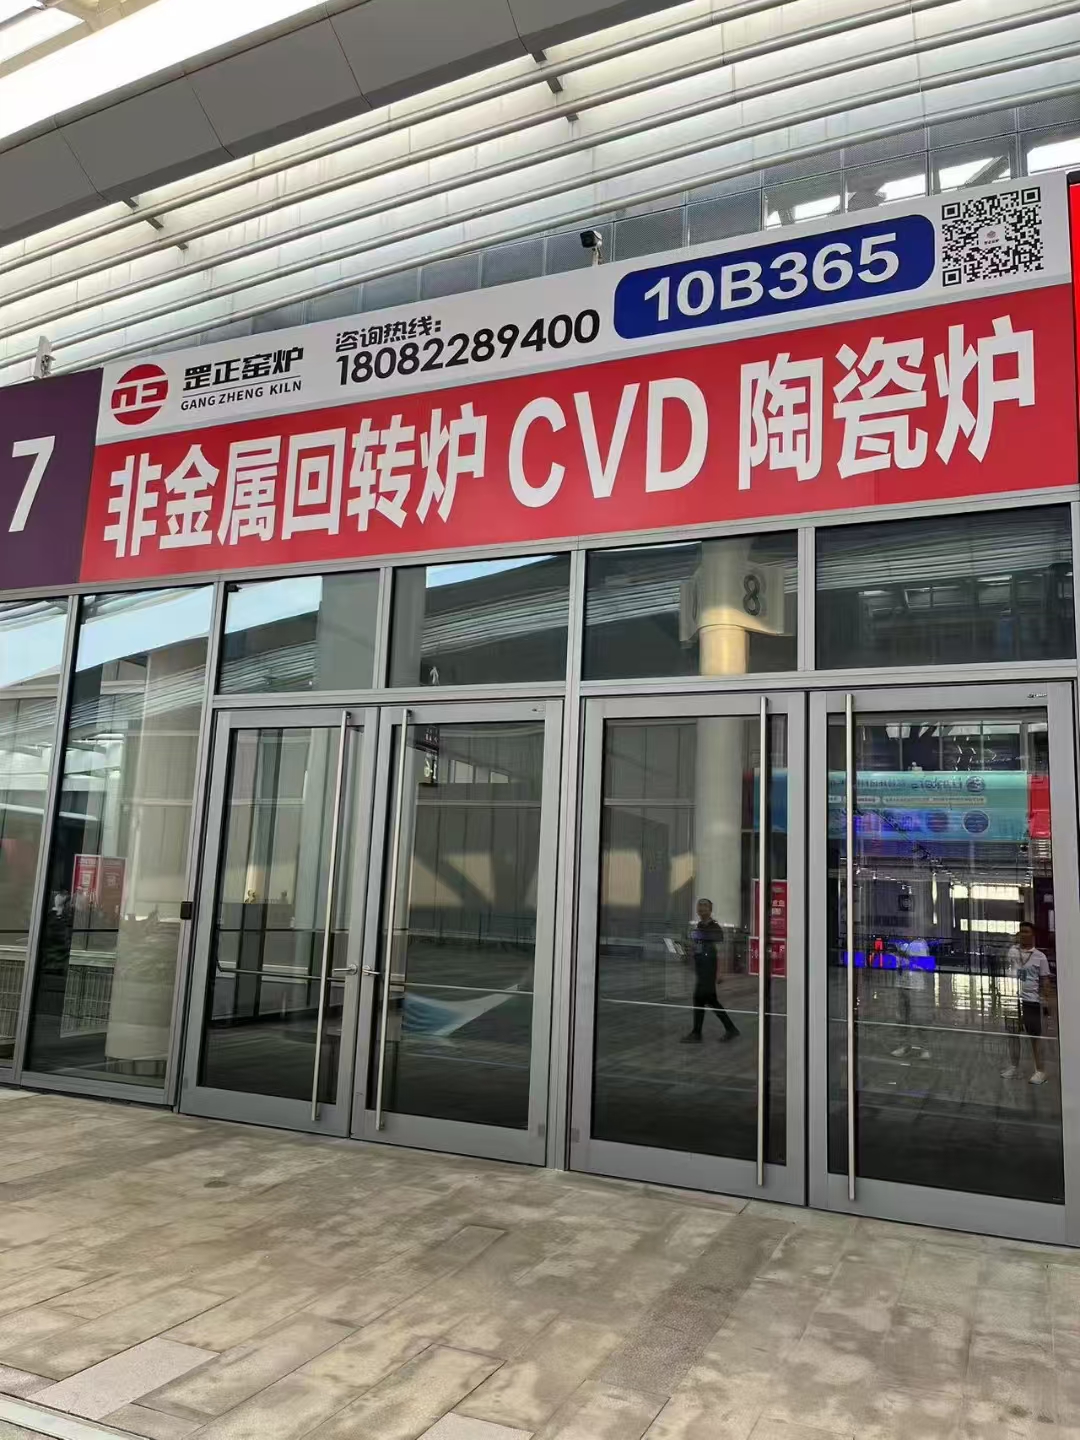 罡正窑炉
GANG ZHENG KILN
咨询热线:
18082289400
10B365
非金属回转炉 CVD 陶瓷炉
7
8